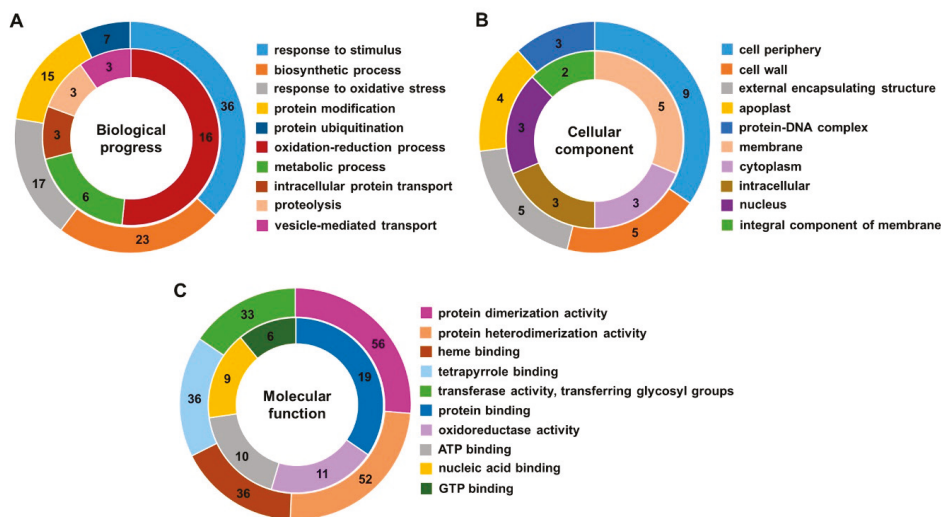 A
7
15
3
3
36
3
Biological
progress
16
17
6
23
response to stimulus
biosynthetic process
response to oxidative stress
protein modification
protein ubiquitination
oxidation-reduction process
metabolic process
intracellular protein transport
proteolysis
vesicle-mediated transport
B
3
2
4
5
9
3
Cellular
component
3
3
5
5
cell periphery
cell wall
external encapsulating structure
apoplast
protein-DNA complex
membrane
cytoplasm
intracellular
nucleus
integral component of membrane
C
33
6
56
36
9
19
Molecular
function
10
11
36
52
protein dimerization activity
protein heterodimerization activity
heme binding
tetrapyrrole binding
transferase activity, transferring glycosyl groups
protein binding
oxidoreductase activity
ATP binding
nucleic acid binding
GTP binding